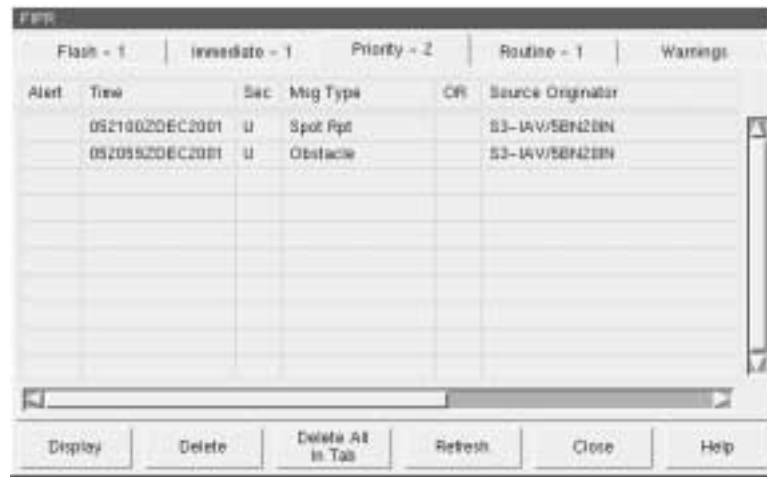 FIPR
Flash - 1 Immediate - 1 Priority - 2 Routine - 1 Warnings
Alert Time Sec Msg Type OR Source Originator
052100ZDEC2001 U Spot Rpt S3-IAV/5BN20IN
052059ZDEC2001 U Obstacle S3-IAV/5BN20IN
Display Delete Delete All in Tab Refresh Close Help